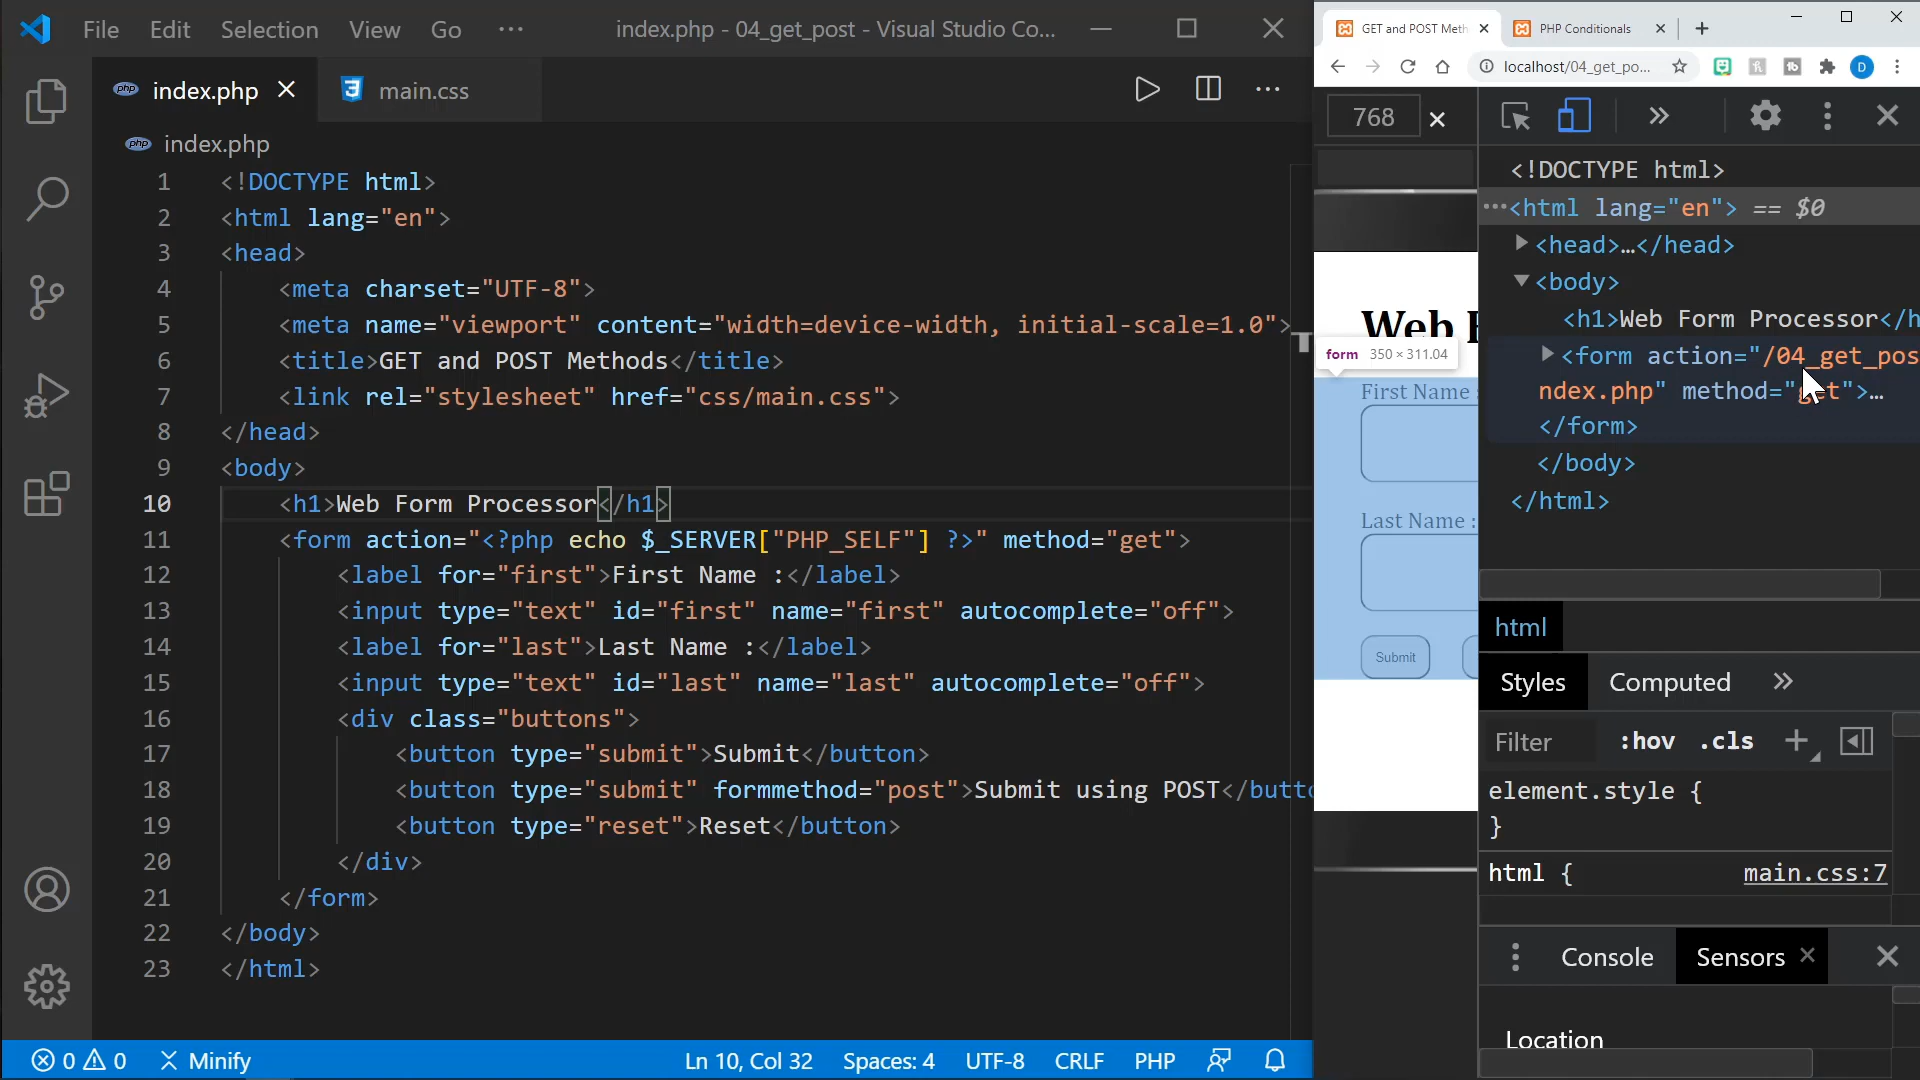 File Edit Selection View Go ··· index.php - 04_get_post - Visual Studio Co...
php index.php main.css
php index.php
1 <!DOCTYPE html>
2 <html lang="en">
3 <head>
4 <meta charset="UTF-8">
5 <meta name="viewport" content="width=device-width, initial-scale=1.0">
6 <title>GET and POST Methods</title>
7 <link rel="stylesheet" href="css/main.css">
8 </head>
9 <body>
10 <h1>Web Form Processor</h1>
11 <form action="<?php echo $_SERVER["PHP_SELF"] ?>" method="get">
12 <label for="first">First Name :</label>
13 <input type="text" id="first" name="first" autocomplete="off">
14 <label for="last">Last Name :</label>
15 <input type="text" id="last" name="last" autocomplete="off">
16 <div class="buttons">
17 <button type="submit">Submit</button>
18 <button type="submit" formmethod="post">Submit using POST</butto
19 <button type="reset">Reset</button>
20 </div>
21 </form>
22 </body>
23 </html>
0 0 Minify Ln 10, Col 32 Spaces: 4 UTF-8 CRLF PHP
GET and POST Meth PHP Conditionals
localhost/04_get_po... D
768
Web F
form 350 × 311.04
First Name :
Last Name :
Submit
<!DOCTYPE html>
···<html lang="en"> == $0
<head>…</head>
<body>
<h1>Web Form Processor</h
<form action="/04_get_pos
ndex.php" method="get">…
</form>
</body>
</html>
html
Styles Computed
Filter :hov .cls
element.style {
}
html { main.css:7
Console Sensors
Location